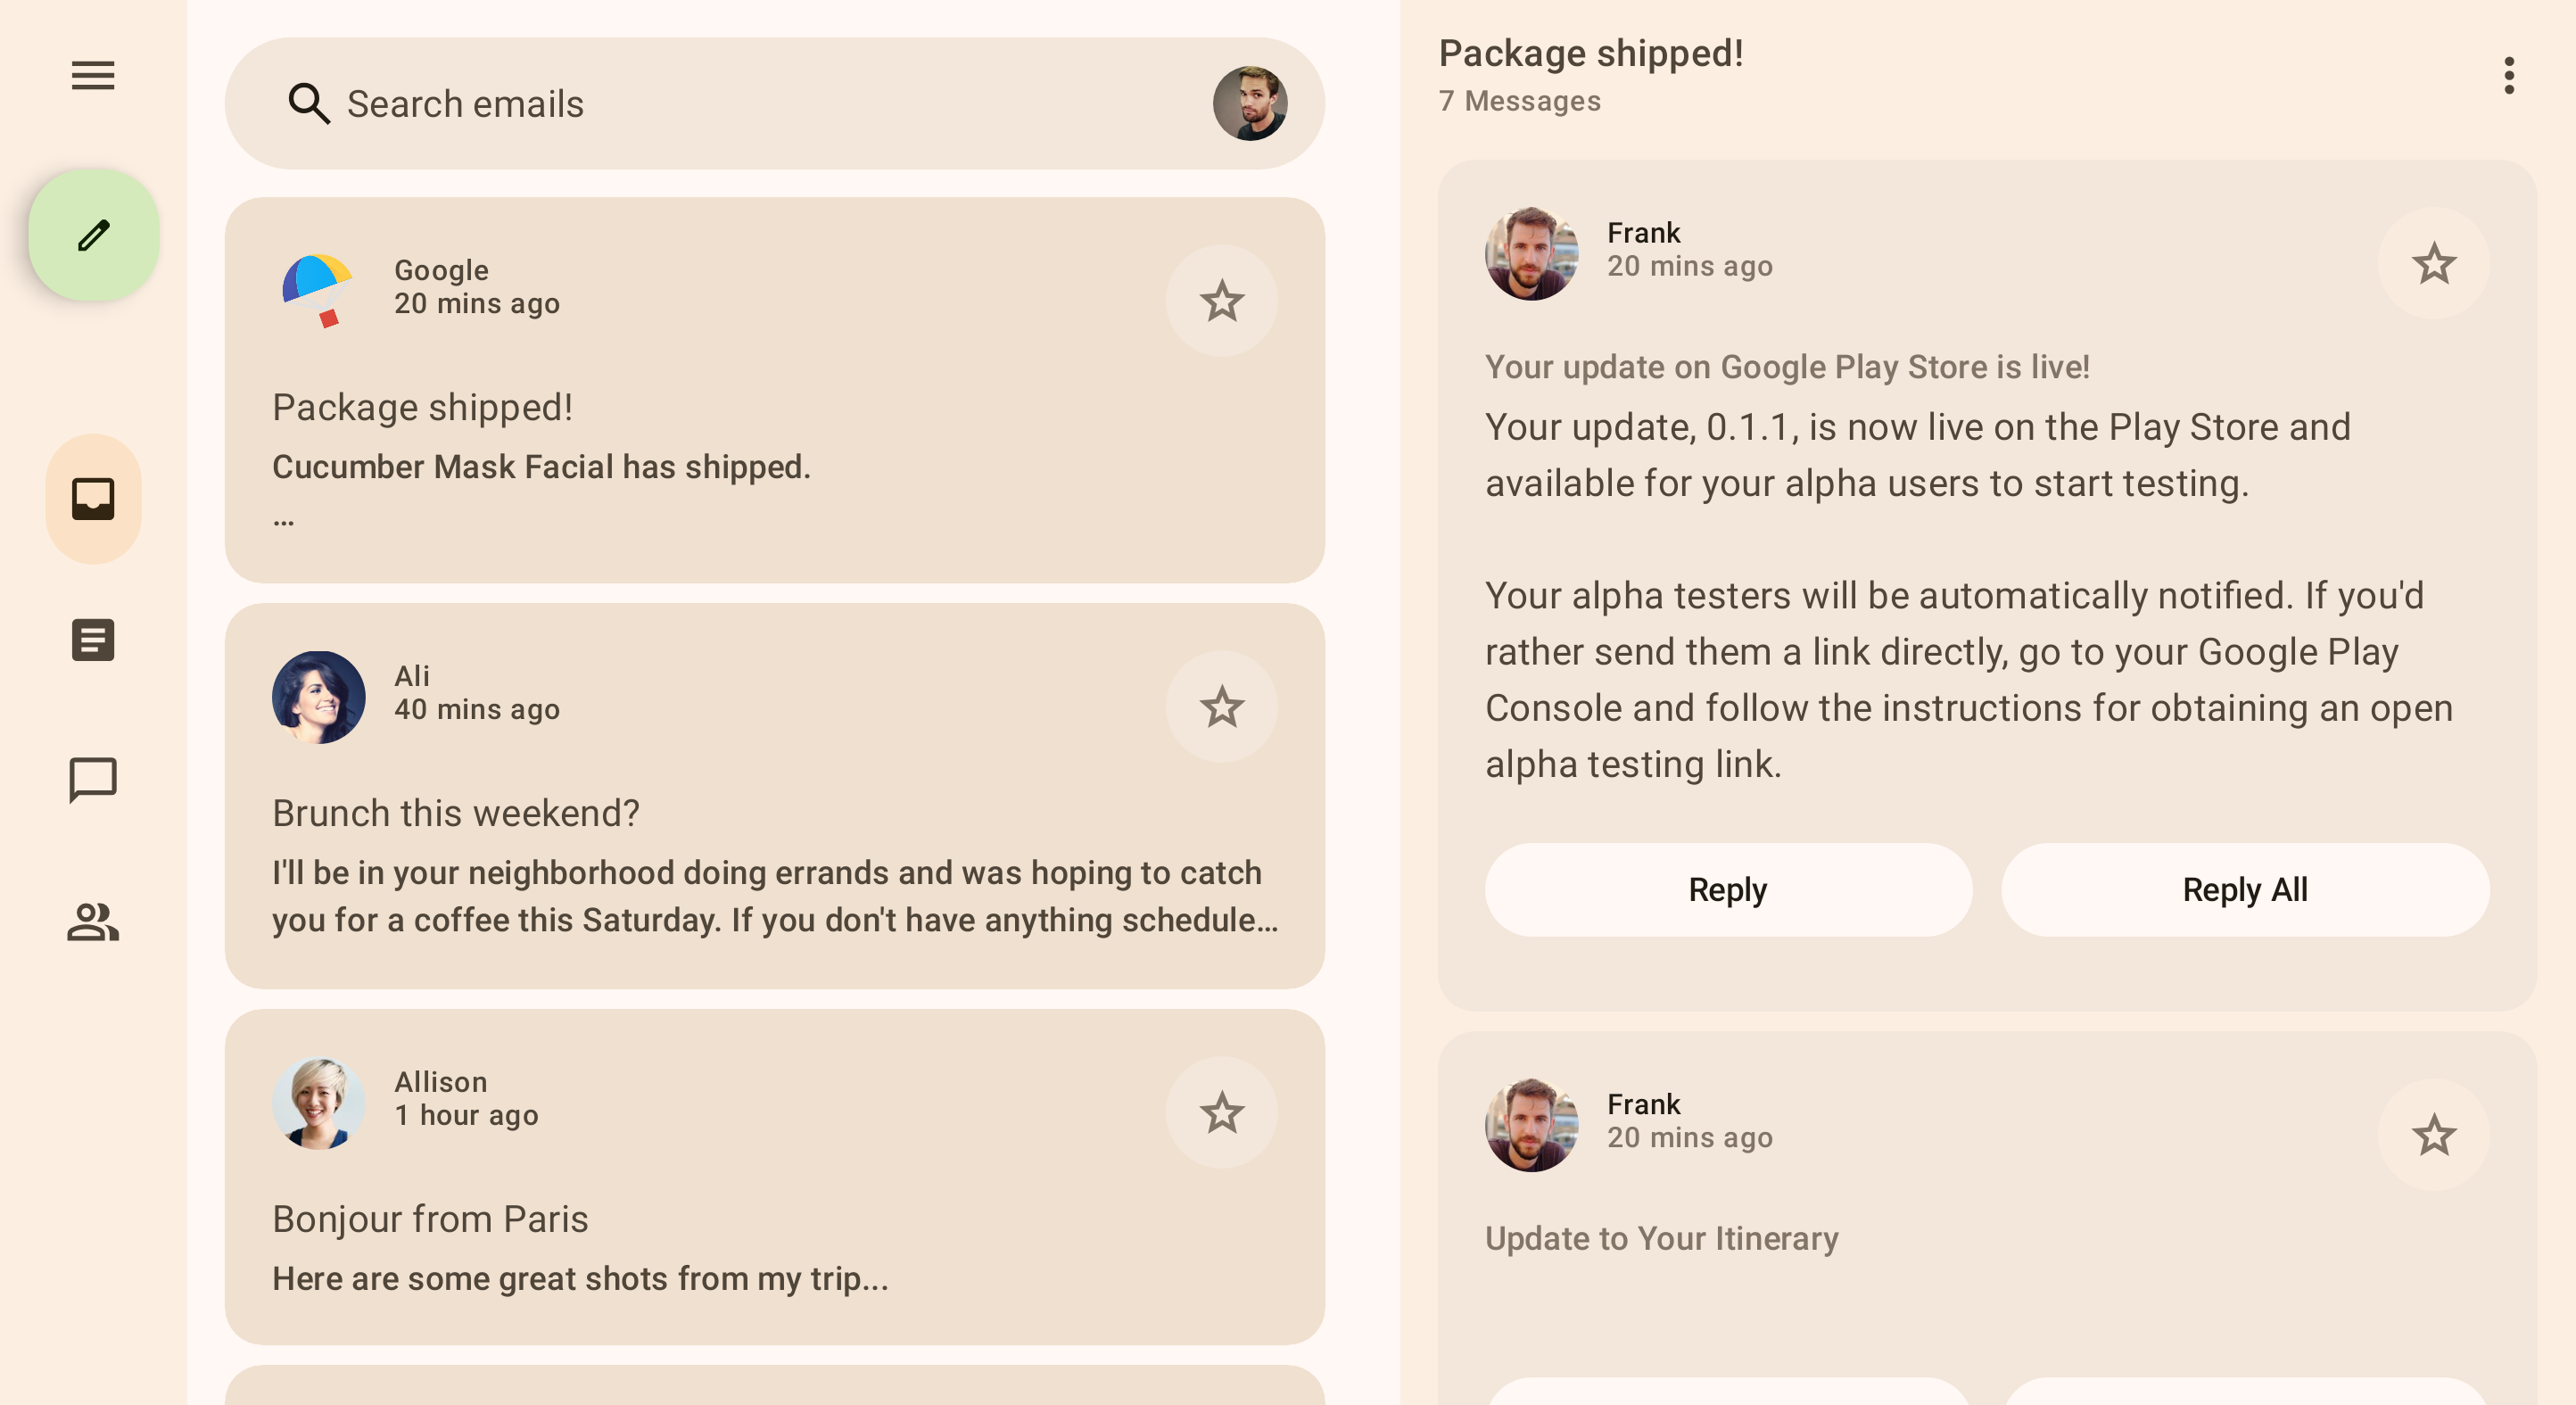 Search emails
Google
20 mins ago
Package shipped!
Cucumber Mask Facial has shipped.
…
Ali
40 mins ago
Brunch this weekend?
I'll be in your neighborhood doing errands and was hoping to catch
you for a coffee this Saturday. If you don't have anything schedule…
Allison
1 hour ago
Bonjour from Paris
Here are some great shots from my trip...
Package shipped!
7 Messages
Frank
20 mins ago
Your update on Google Play Store is live!
Your update, 0.1.1, is now live on the Play Store and
available for your alpha users to start testing.
Your alpha testers will be automatically notified. If you'd
rather send them a link directly, go to your Google Play
Console and follow the instructions for obtaining an open
alpha testing link.
Reply
Reply All
Frank
20 mins ago
Update to Your Itinerary